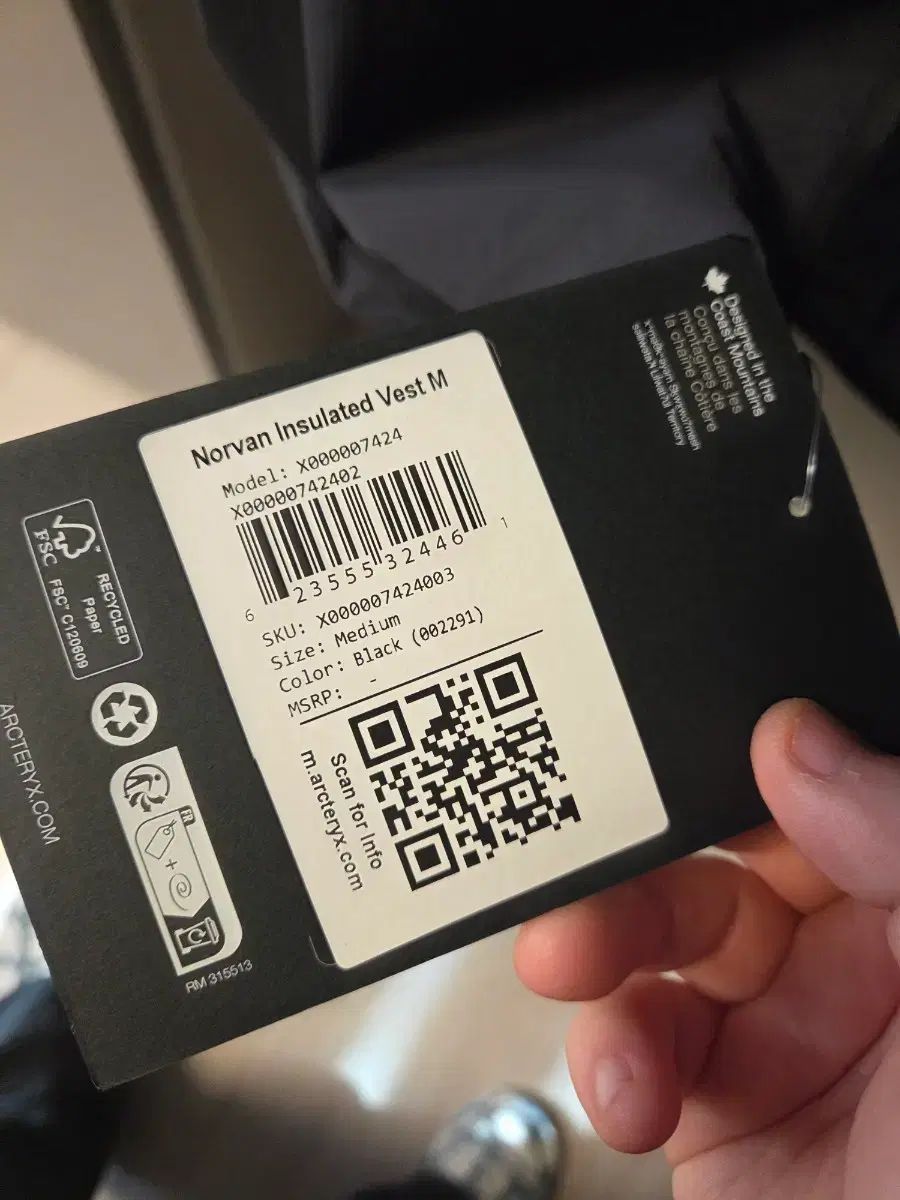 Norvan Insulated Vest M
Model: X000007424
X00000742402
6 23555 32446 1
SKU: X000007424003
Size: Medium
Color: Black (002291)
MSRP: -
Scan for Info
m.arcteryx.com
Designed in the
Coast Mountains
Conçu dans les
montagnes de
la chaîne Côtière
Territory
FSC
RECYCLED
Paper
FSC® C120609
FR
RM 315513
ARCTERYX.COM